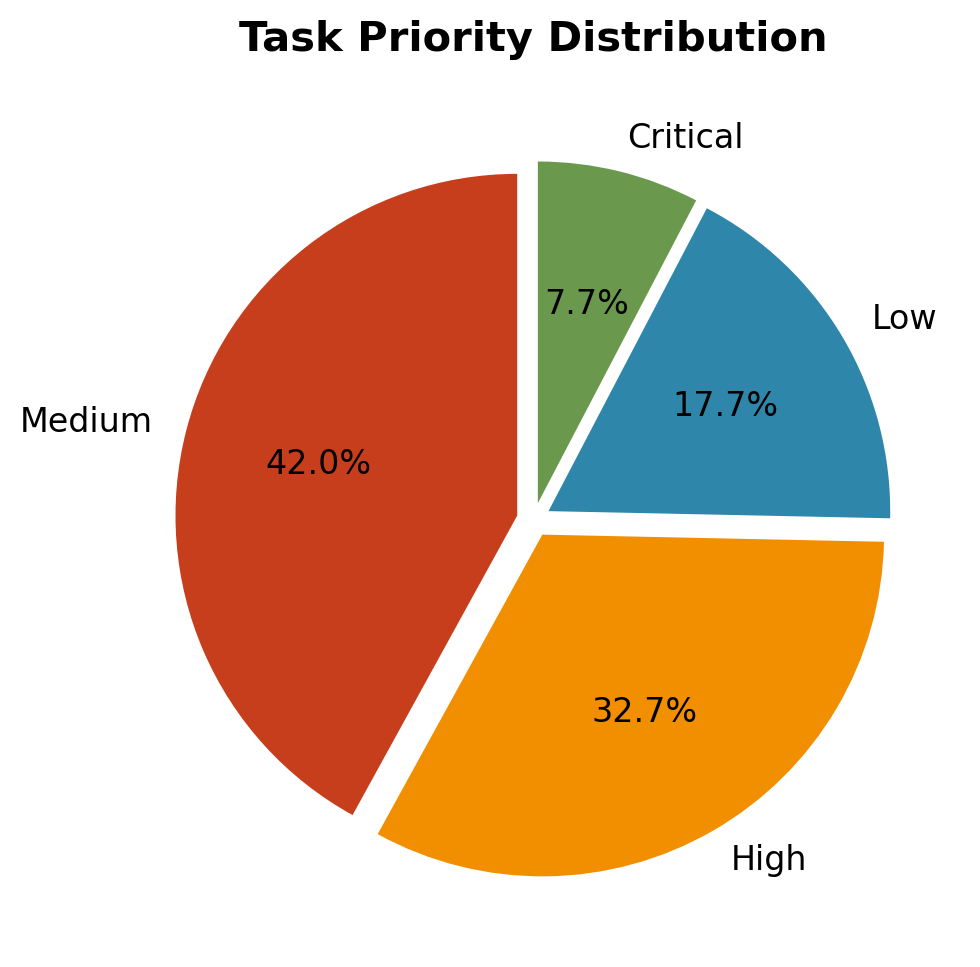 Task Priority Distribution
Critical
7.7%
Low
17.7%
Medium
42.0%
32.7%
High